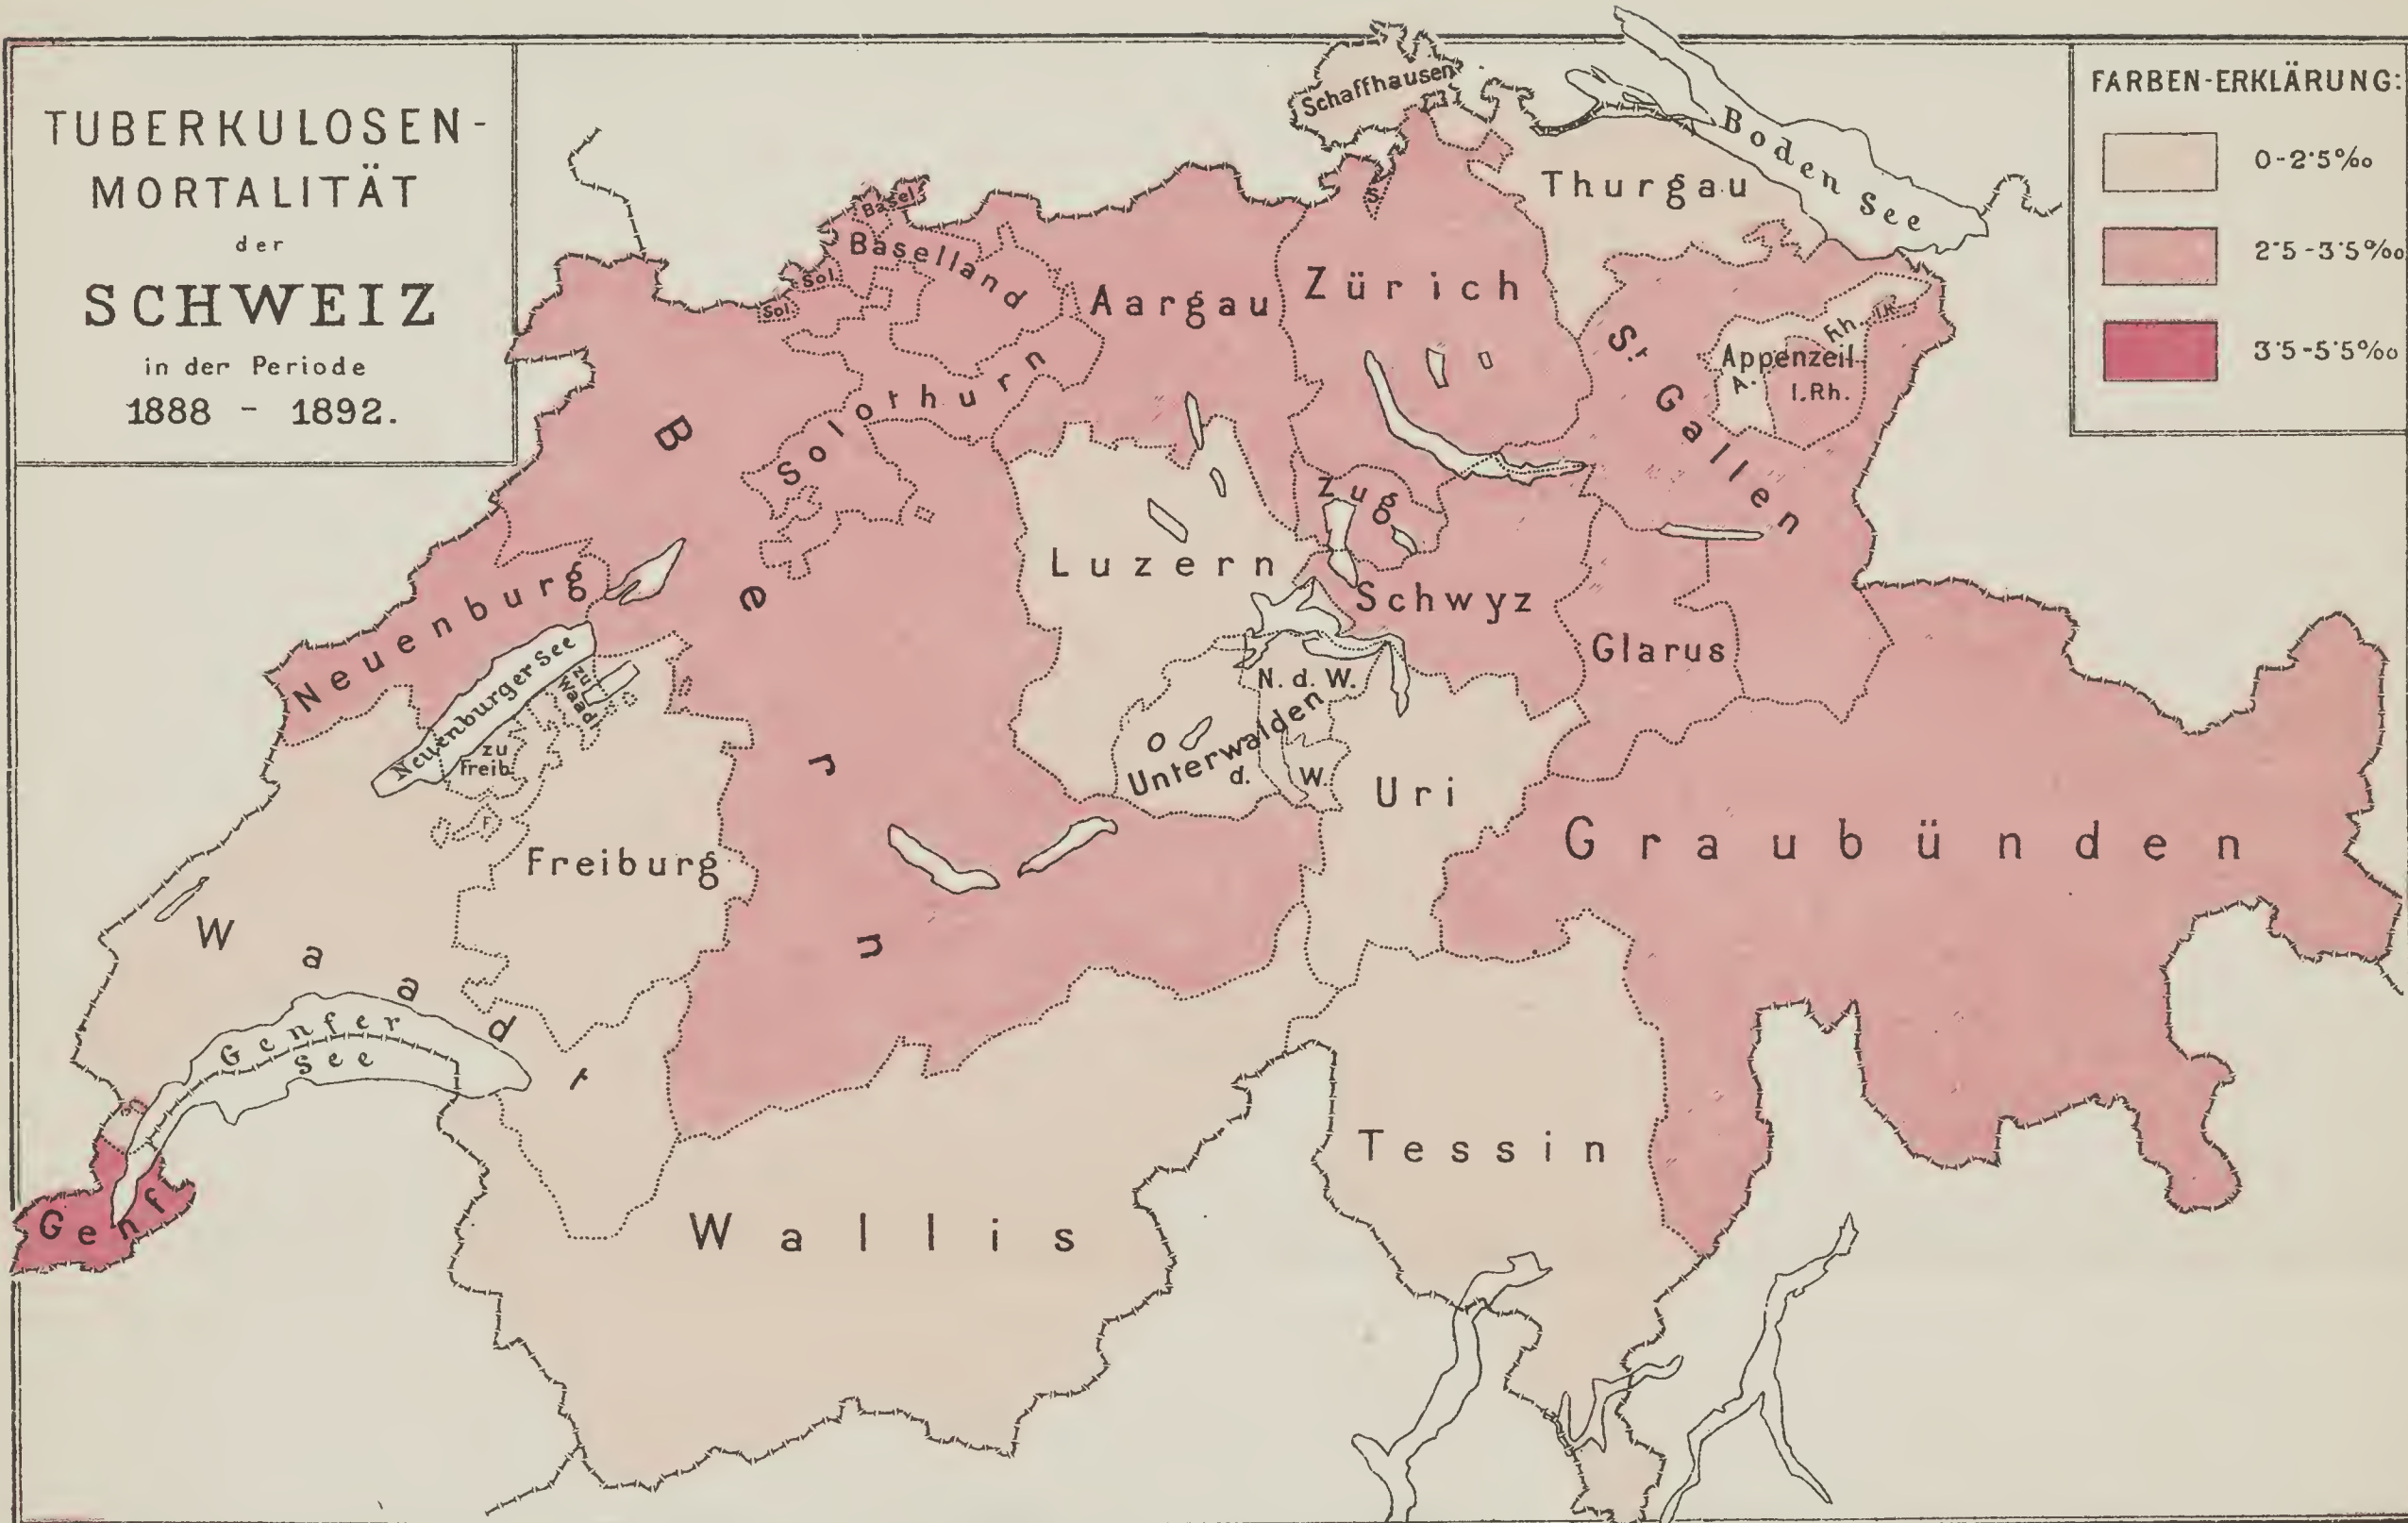 TUBERKULOSEN-
MORTALITÄT
der
SCHWEIZ
in der Periode
1888 - 1892.
FARBEN-ERKLÄRUNG:
0-2·5‰
2·5-3·5‰
3·5-5·5‰
Schaffhausen
Boden See
Thurgau
S.
Basel
Baselland
Sol.
Sol.
Aargau
Zürich
St. Gallen
Appenzell
A. Rh.
I.R.
I.Rh.
Solothurn
Bern
Zug
Luzern
Schwyz
Glarus
Neuenburg
Neuenburger See
zu Waadt
zu
Freib.
F.
N. d. W.
Unterwalden
O
d.
W.
Uri
Graubünden
Freiburg
Waadt
Genfer
See
Genf
Tessin
Wallis